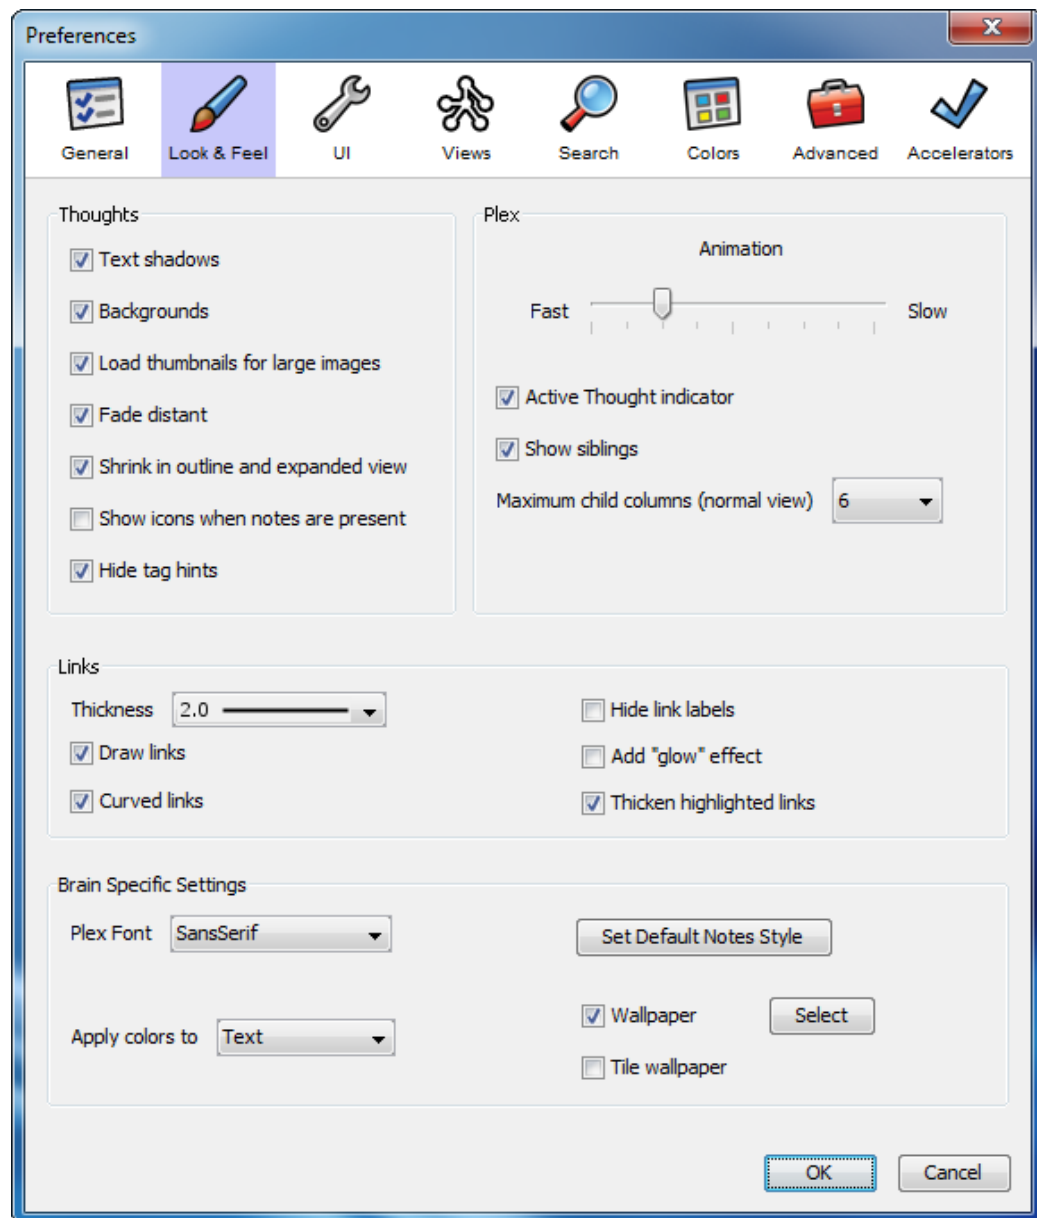 Preferences
General
Look & Feel
UI
Views
Search
Colors
Advanced
Accelerators
Thoughts
Text shadows
Backgrounds
Load thumbnails for large images
Fade distant
Shrink in outline and expanded view
Show icons when notes are present
Hide tag hints
Plex
Animation
Fast
Slow
Active Thought indicator
Show siblings
Maximum child columns (normal view) 6
Links
Thickness 2.0
Draw links
Curved links
Hide link labels
Add "glow" effect
Thicken highlighted links
Brain Specific Settings
Plex Font SansSerif
Apply colors to Text
Set Default Notes Style
Wallpaper Select
Tile wallpaper
OK
Cancel